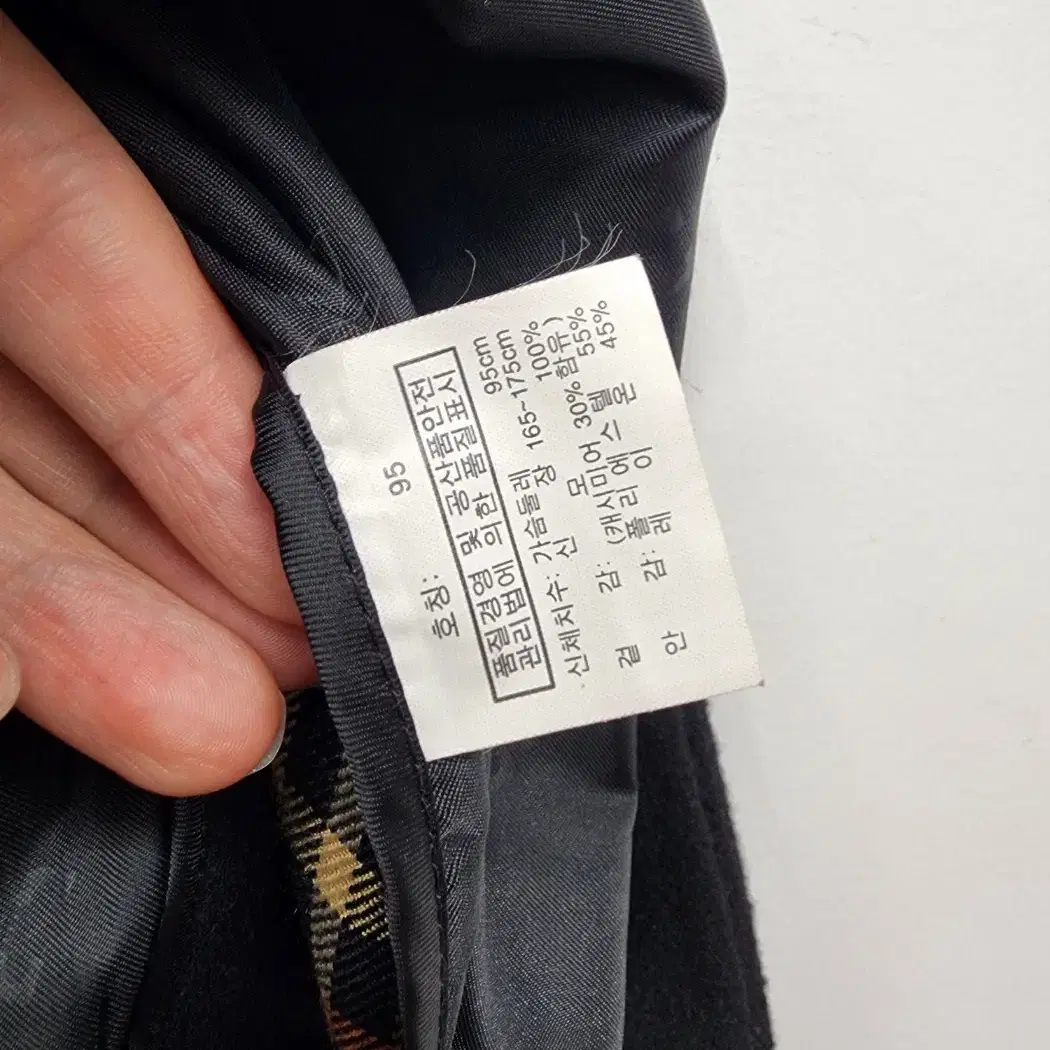 호칭: 95
품질경영 및 공산품안전
관리법에 의한 품질표시
신체치수: 가슴둘레 95cm
신 장 165~175cm
겉 감: 모 100%
(캐시미어 30% 함유)
안 감: 폴리에스텔 55%
레 이 온 45%